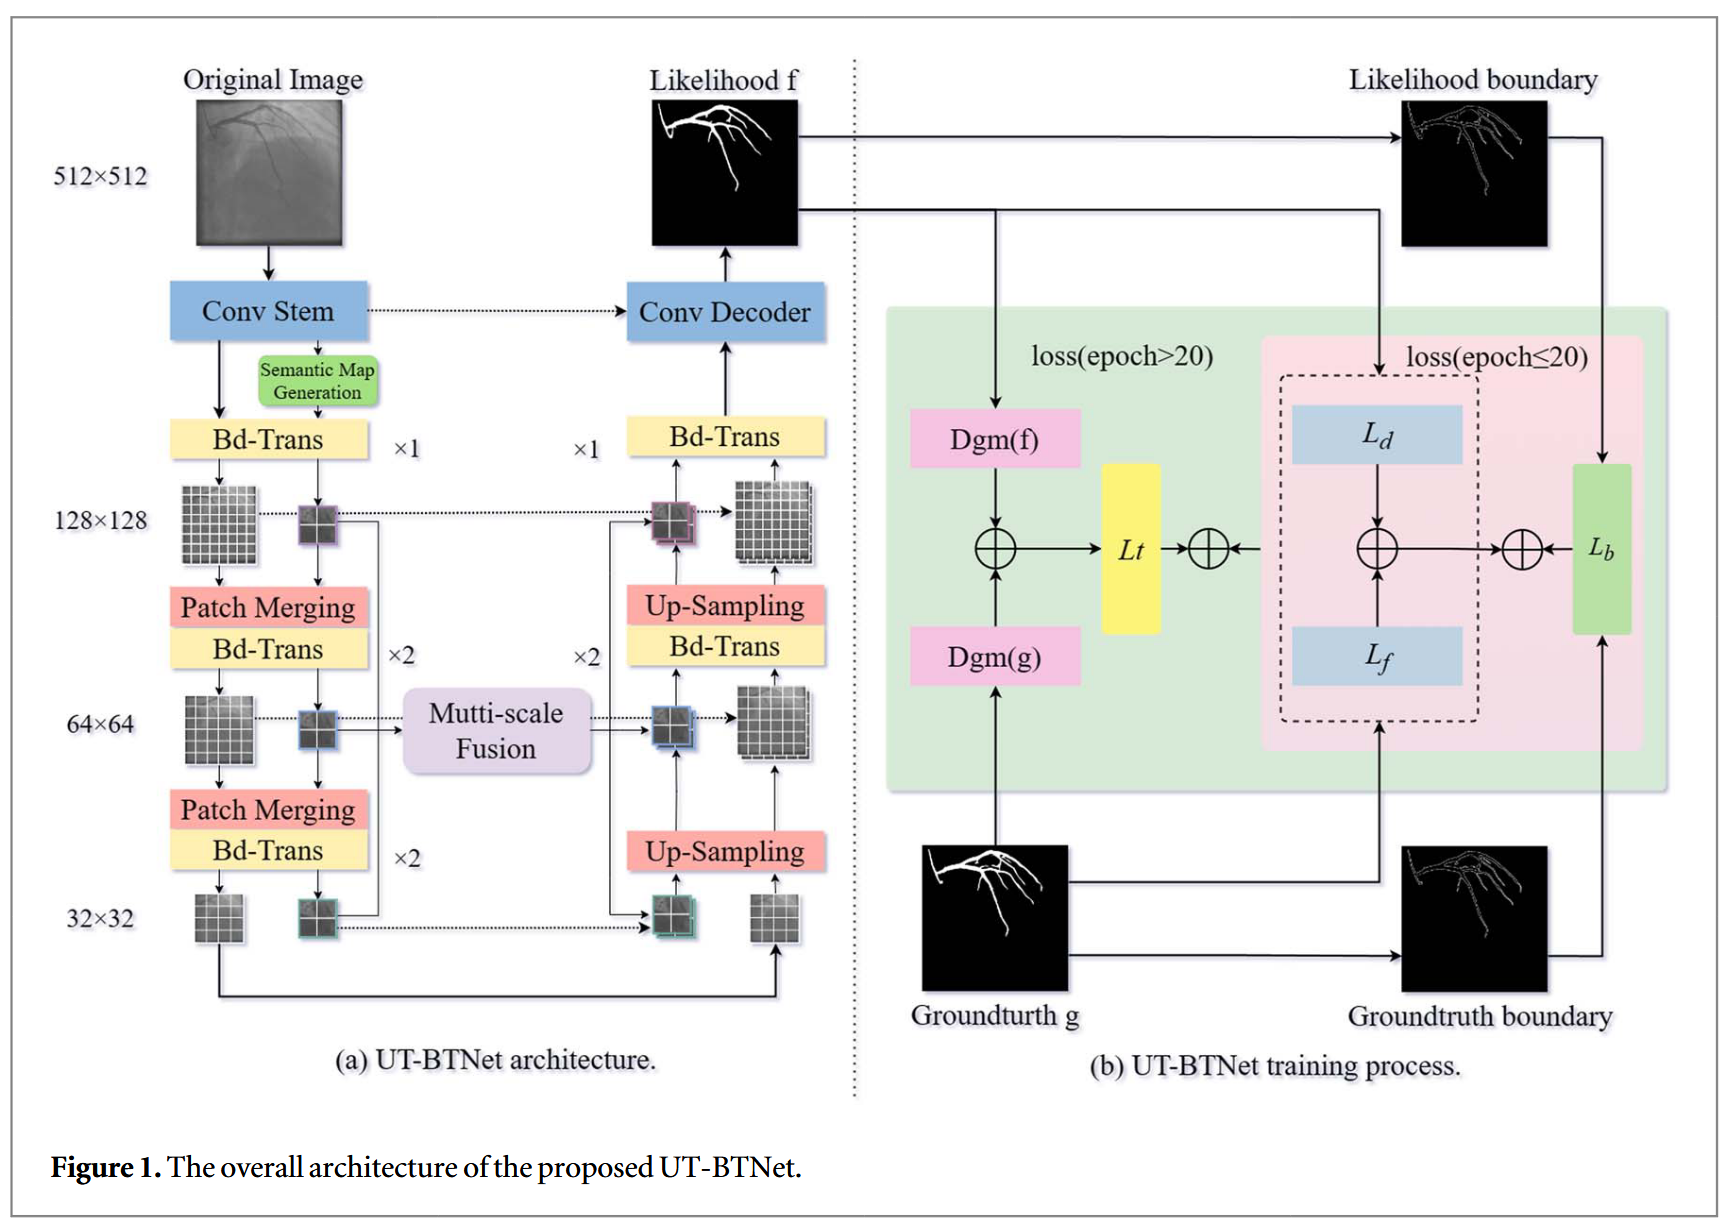 Original Image
Likelihood f
Likelihood boundary
512×512
Conv Stem
Conv Decoder
Semantic Map
Generation
loss(epoch>20)
loss(epoch≤20)
Bd-Trans
×1
×1
Bd-Trans
Dgm(f)
L_d
128×128
Lt
L_b
Patch Merging
Up-Sampling
Bd-Trans
×2
×2
Bd-Trans
Dgm(g)
L_f
64×64
Mutti-scale
Fusion
Patch Merging
Bd-Trans
×2
Up-Sampling
32×32
Groundturth g
Groundtruth boundary
(a) UT-BTNet architecture.
(b) UT-BTNet training process.
Figure 1. The overall architecture of the proposed UT-BTNet.